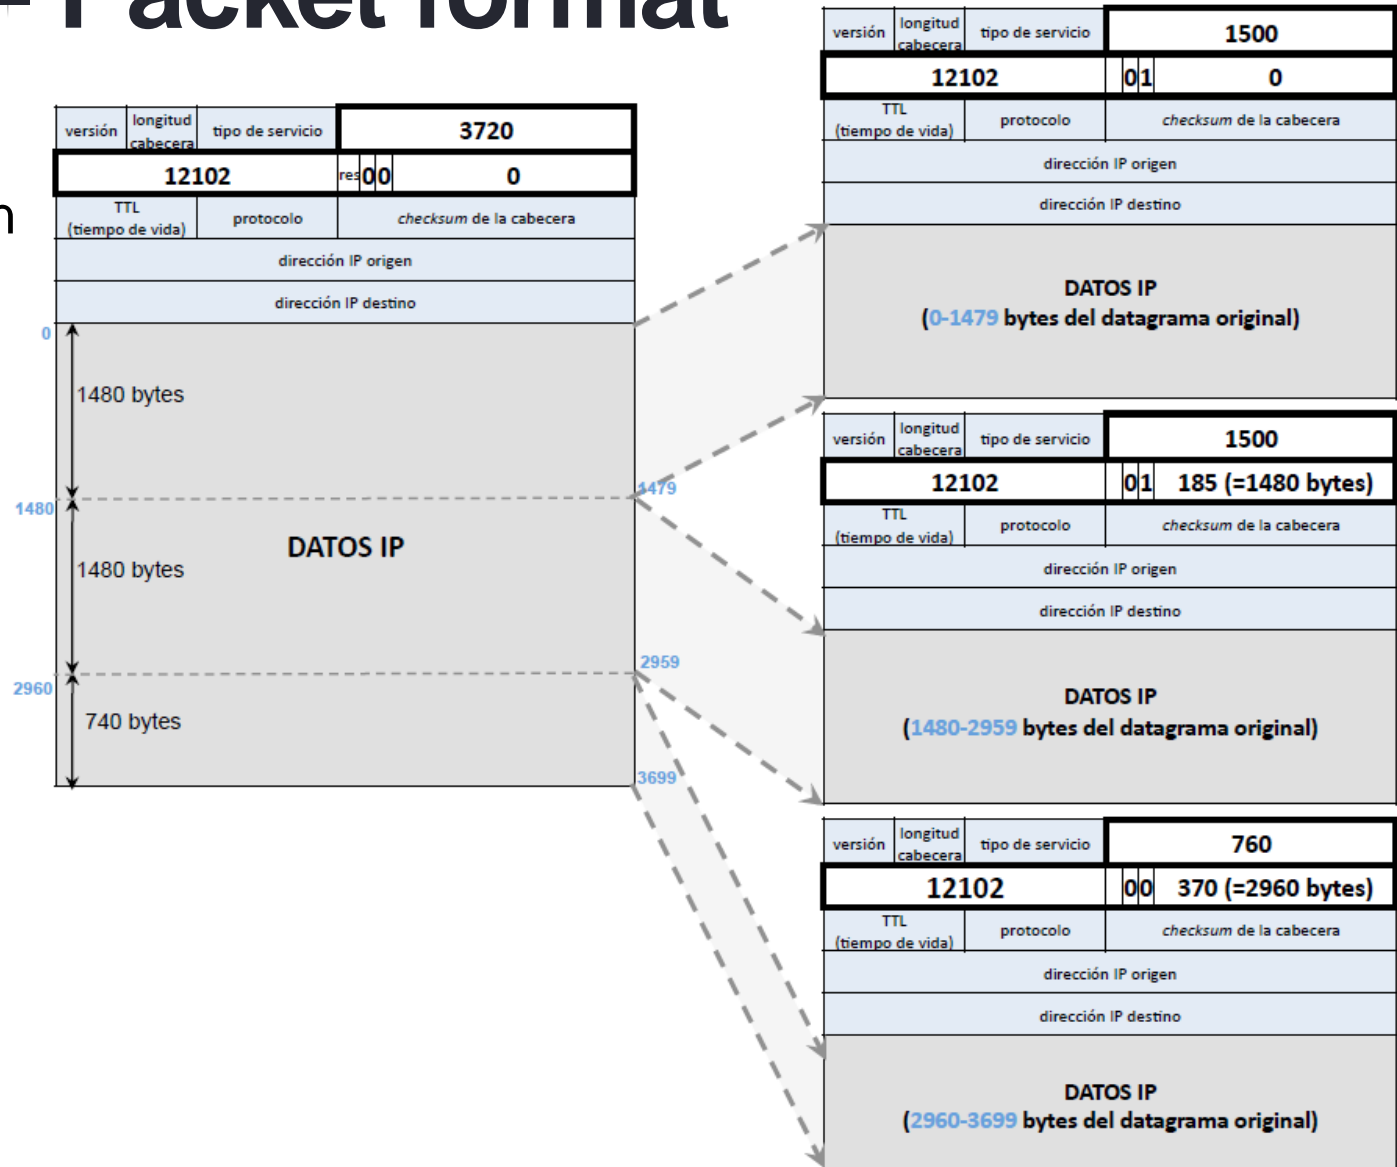 Packet format
versión
longitud
cabecera
tipo de servicio
3720
12102
res
0
0
0
TTL
(tiempo de vida)
protocolo
checksum de la cabecera
dirección IP origen
dirección IP destino
n
0
1480 bytes
1480
1479
DATOS IP
1480 bytes
2960
2959
740 bytes
3699
versión
longitud
cabecera
tipo de servicio
1500
12102
0
1
0
TTL
(tiempo de vida)
protocolo
checksum de la cabecera
dirección IP origen
dirección IP destino
DATOS IP
(0-1479 bytes del datagrama original)
versión
longitud
cabecera
tipo de servicio
1500
12102
0
1
185 (=1480 bytes)
TTL
(tiempo de vida)
protocolo
checksum de la cabecera
dirección IP origen
dirección IP destino
DATOS IP
(1480-2959 bytes del datagrama original)
versión
longitud
cabecera
tipo de servicio
760
12102
0
0
370 (=2960 bytes)
TTL
(tiempo de vida)
protocolo
checksum de la cabecera
dirección IP origen
dirección IP destino
DATOS IP
(2960-3699 bytes del datagrama original)